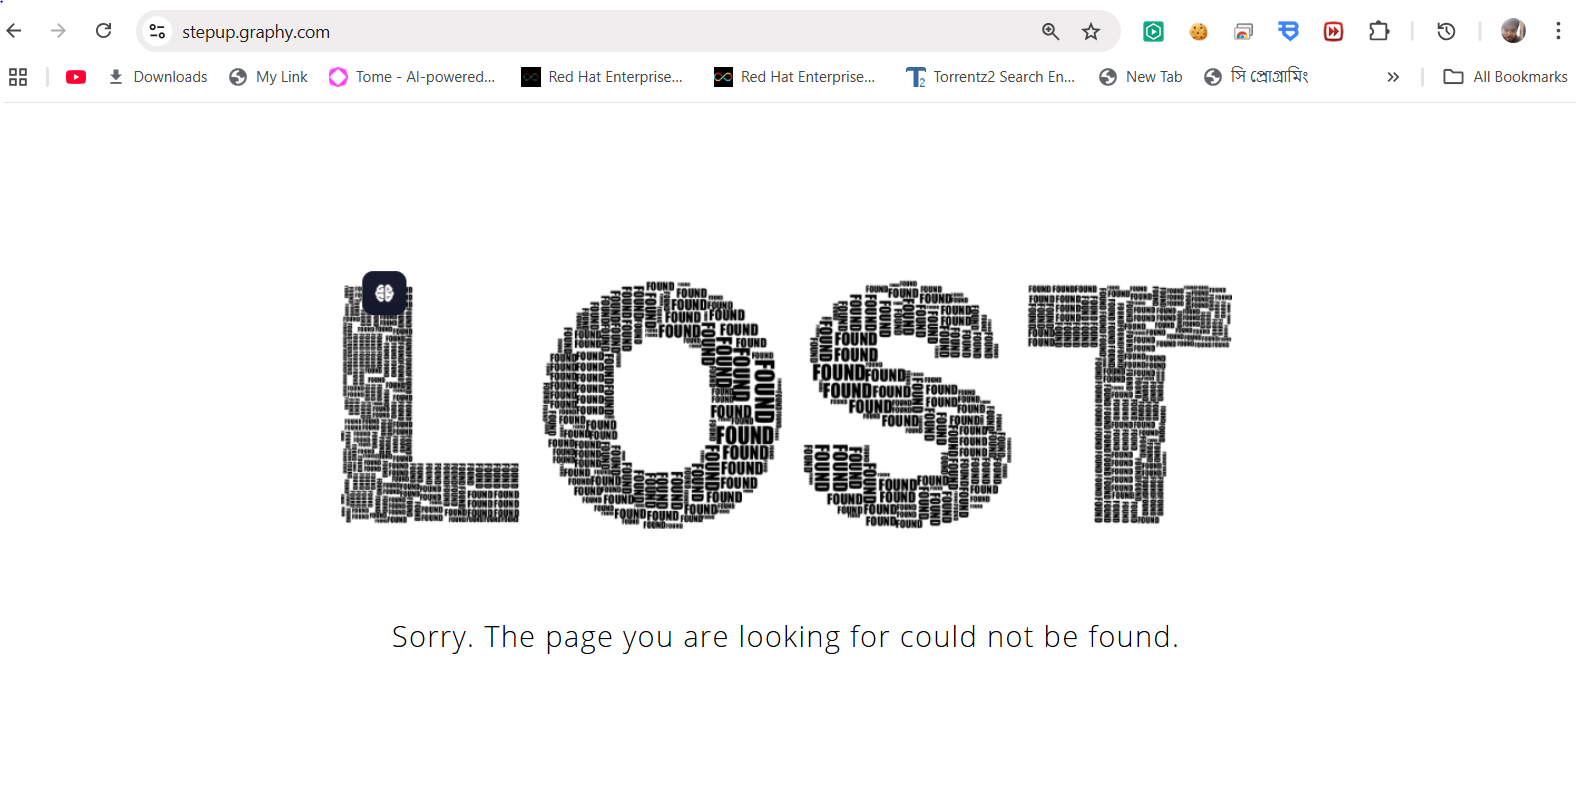 stepup.graphy.com
Downloads My Link Tome - AI-powered... Red Hat Enterprise... Red Hat Enterprise... Torrentz2 Search En... New Tab সি প্রোগ্রামিং » All Bookmarks
LOST
Sorry. The page you are looking for could not be found.